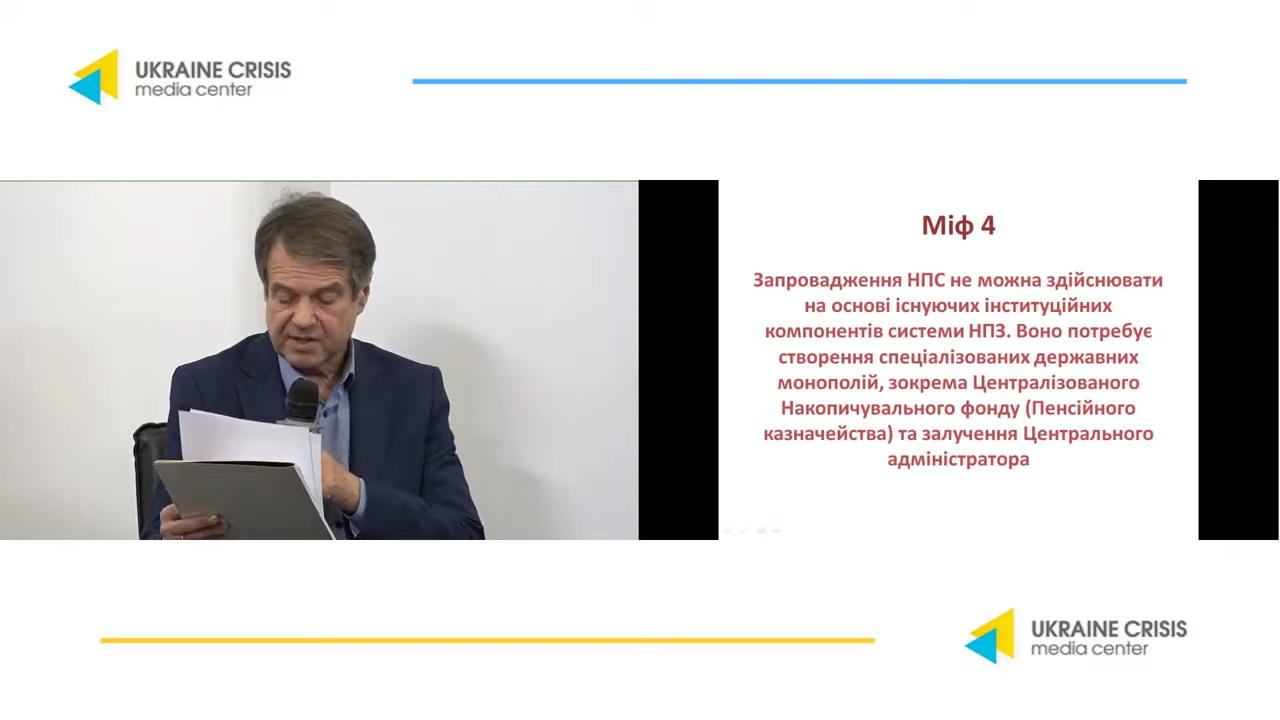 UKRAINE CRISIS
media center
Міф 4
Запровадження НПС не можна здійснювати
на основі існуючих інституційних
компонентів системи НПЗ. Воно потребує
створення спеціалізованих державних
монополій, зокрема Централізованого
Накопичувального фонду (Пенсійного
казначейства) та залучення Центрального
адміністратора
UKRAINE CRISIS
media center